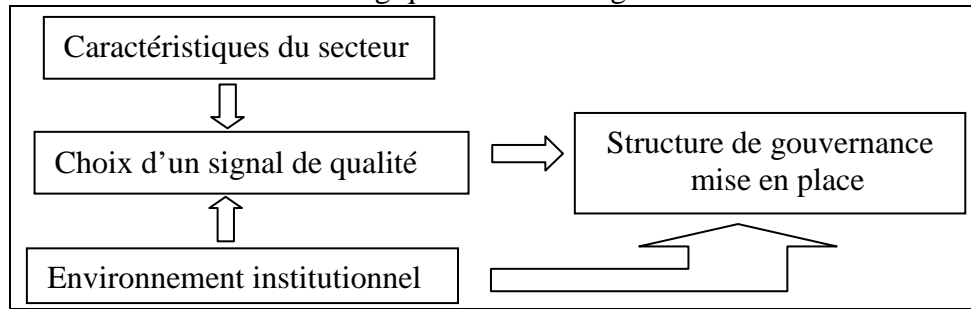 Caractéristiques du secteur
Choix d'un signal de qualité
Structure de gouvernance
mise en place
Environnement institutionnel